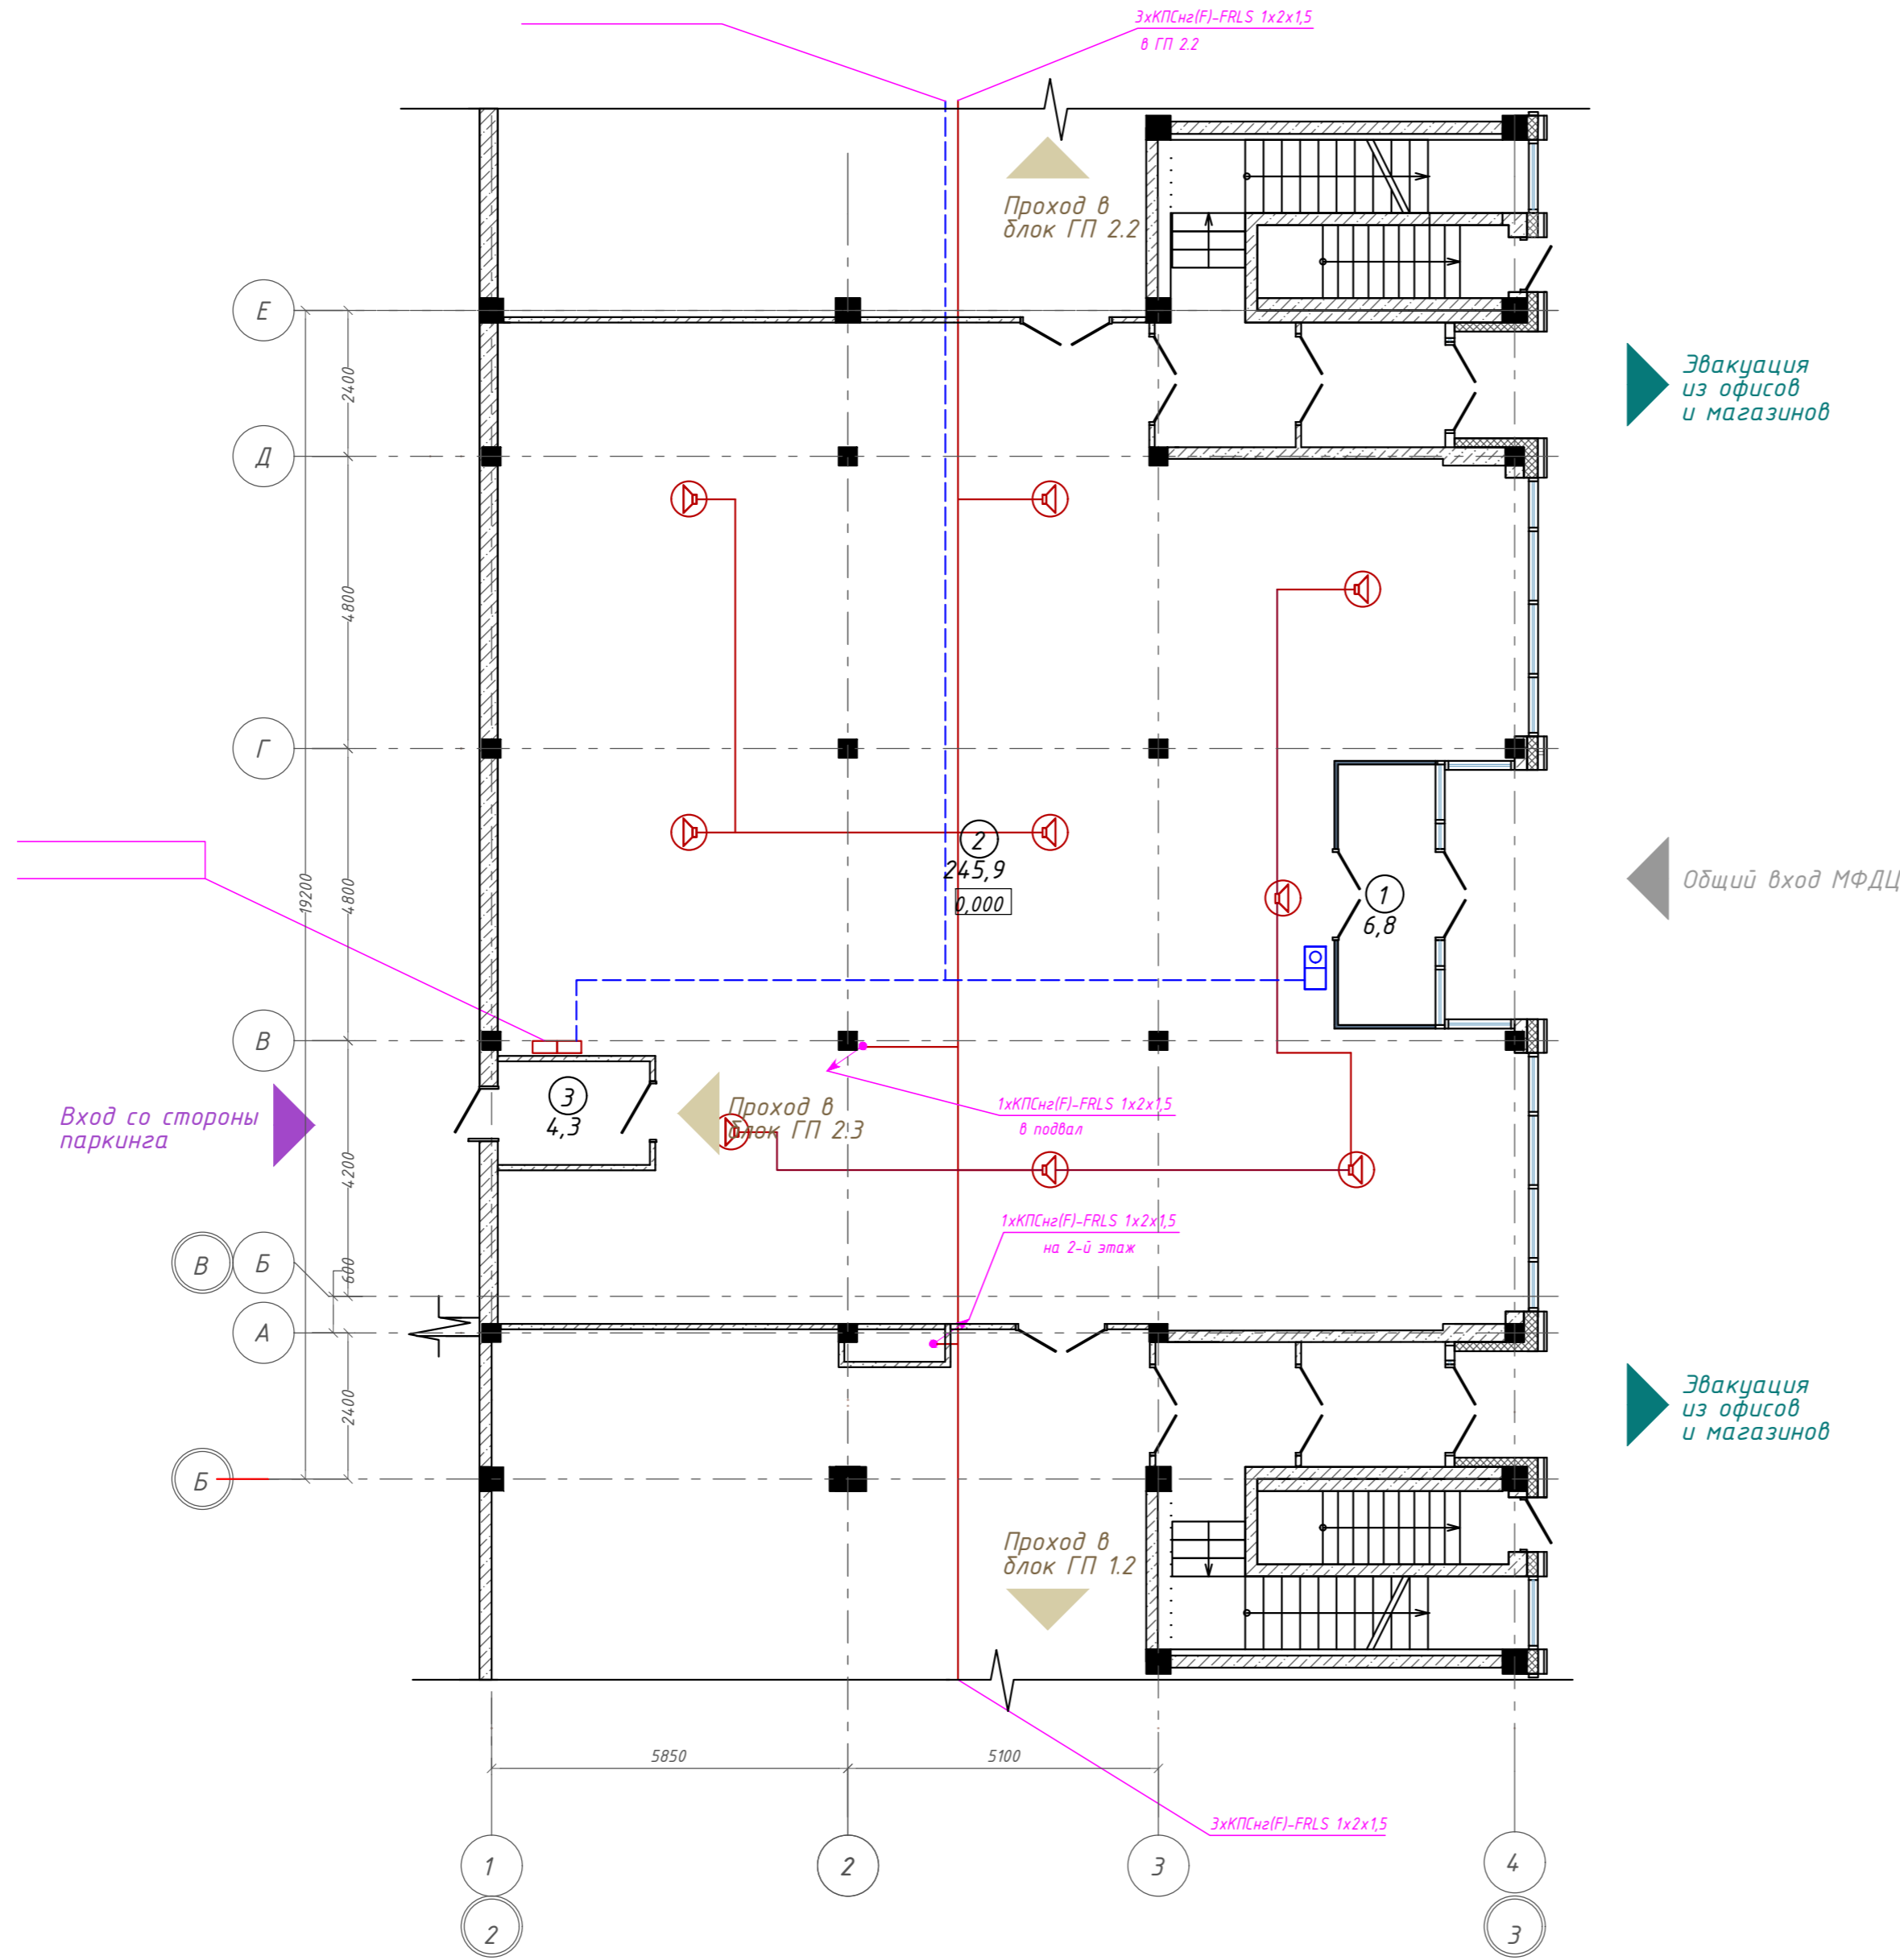 3хКПСнг(F)-FRLS 1х2х1,5
в ГП 2.2
Проход в
блок ГП 2.2
Е
2400
Эвакуация
из офисов
и магазинов
Д
4800
Г
19200
4800
2
245,9
0,000
1
6,8
Общий вход МФДЦ
В
Вход со стороны
паркинга
3
4,3
Проход в
блок ГП 2.3
1хКПСнг(F)-FRLS 1х2х1,5
в подвал
4200
1хКПСнг(F)-FRLS 1х2х1,5
на 2-й этаж
В
Б
600
А
2400
Эвакуация
из офисов
и магазинов
Б
Проход в
блок ГП 1.2
5850
5100
3хКПСнг(F)-FRLS 1х2х1,5
1
2
3
4
2
3